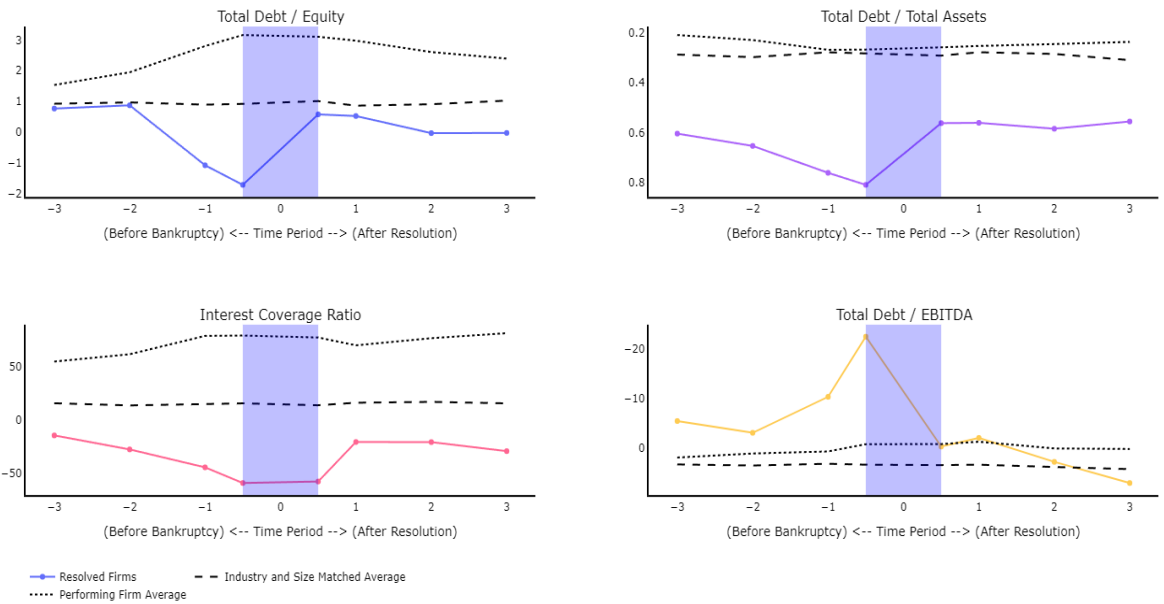 Total Debt / Equity
3
2
1
0
−1
−2
−3 −2 −1 0 1 2 3
(Before Bankruptcy) <-- Time Period --> (After Resolution)
Total Debt / Total Assets
0.2
0.4
0.6
0.8
−3 −2 −1 0 1 2 3
(Before Bankruptcy) <-- Time Period --> (After Resolution)
Interest Coverage Ratio
50
0
−50
−3 −2 −1 0 1 2 3
(Before Bankruptcy) <-- Time Period --> (After Resolution)
Total Debt / EBITDA
−20
−10
0
−3 −2 −1 0 1 2 3
(Before Bankruptcy) <-- Time Period --> (After Resolution)
Resolved Firms Industry and Size Matched Average
Performing Firm Average